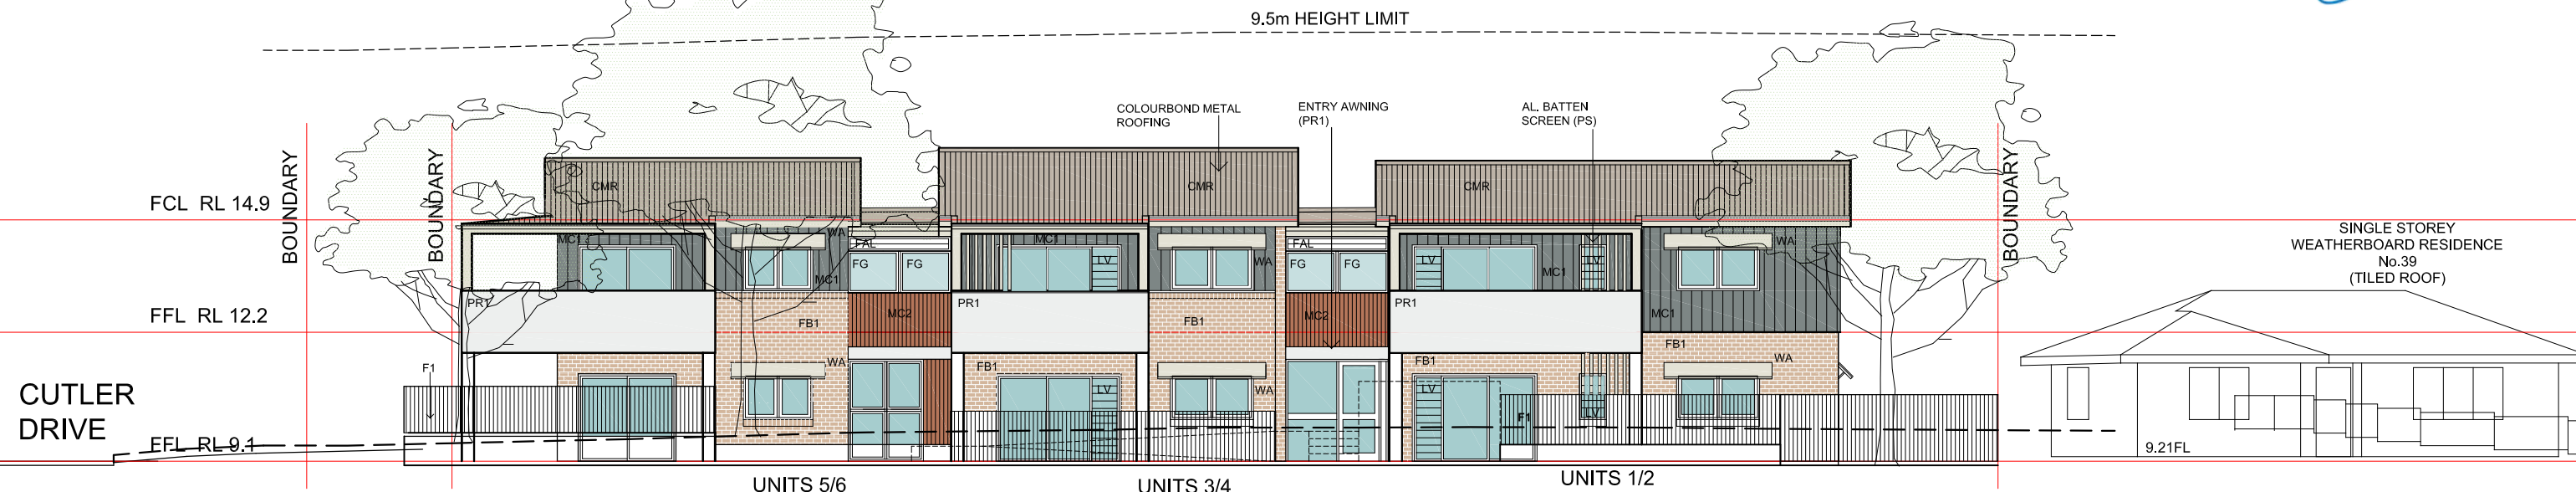 9.5m HEIGHT LIMIT
COLOURBOND METAL
ROOFING
ENTRY AWNING
(PR1)
AL. BATTEN
SCREEN (PS)
BOUNDARY
BOUNDARY
BOUNDARY
FCL RL 14.9
CMR
CMR
CMR
SINGLE STOREY
WEATHERBOARD RESIDENCE
No.39
(TILED ROOF)
MC1
WA
FAL
MC1
FAL
WA
FG
FG
LV
WA
FG
FG
LV
MC1
LV
MC1
PR1
PR1
PR1
FFL RL 12.2
FB1
MC2
FB1
MC2
MC1
FB1
F1
WA
FB1
FB1
WA
LV
WA
LV
LV
F1
CUTLER
DRIVE
FFL RL 9.1
9.21FL
UNITS 5/6
UNITS 3/4
UNITS 1/2